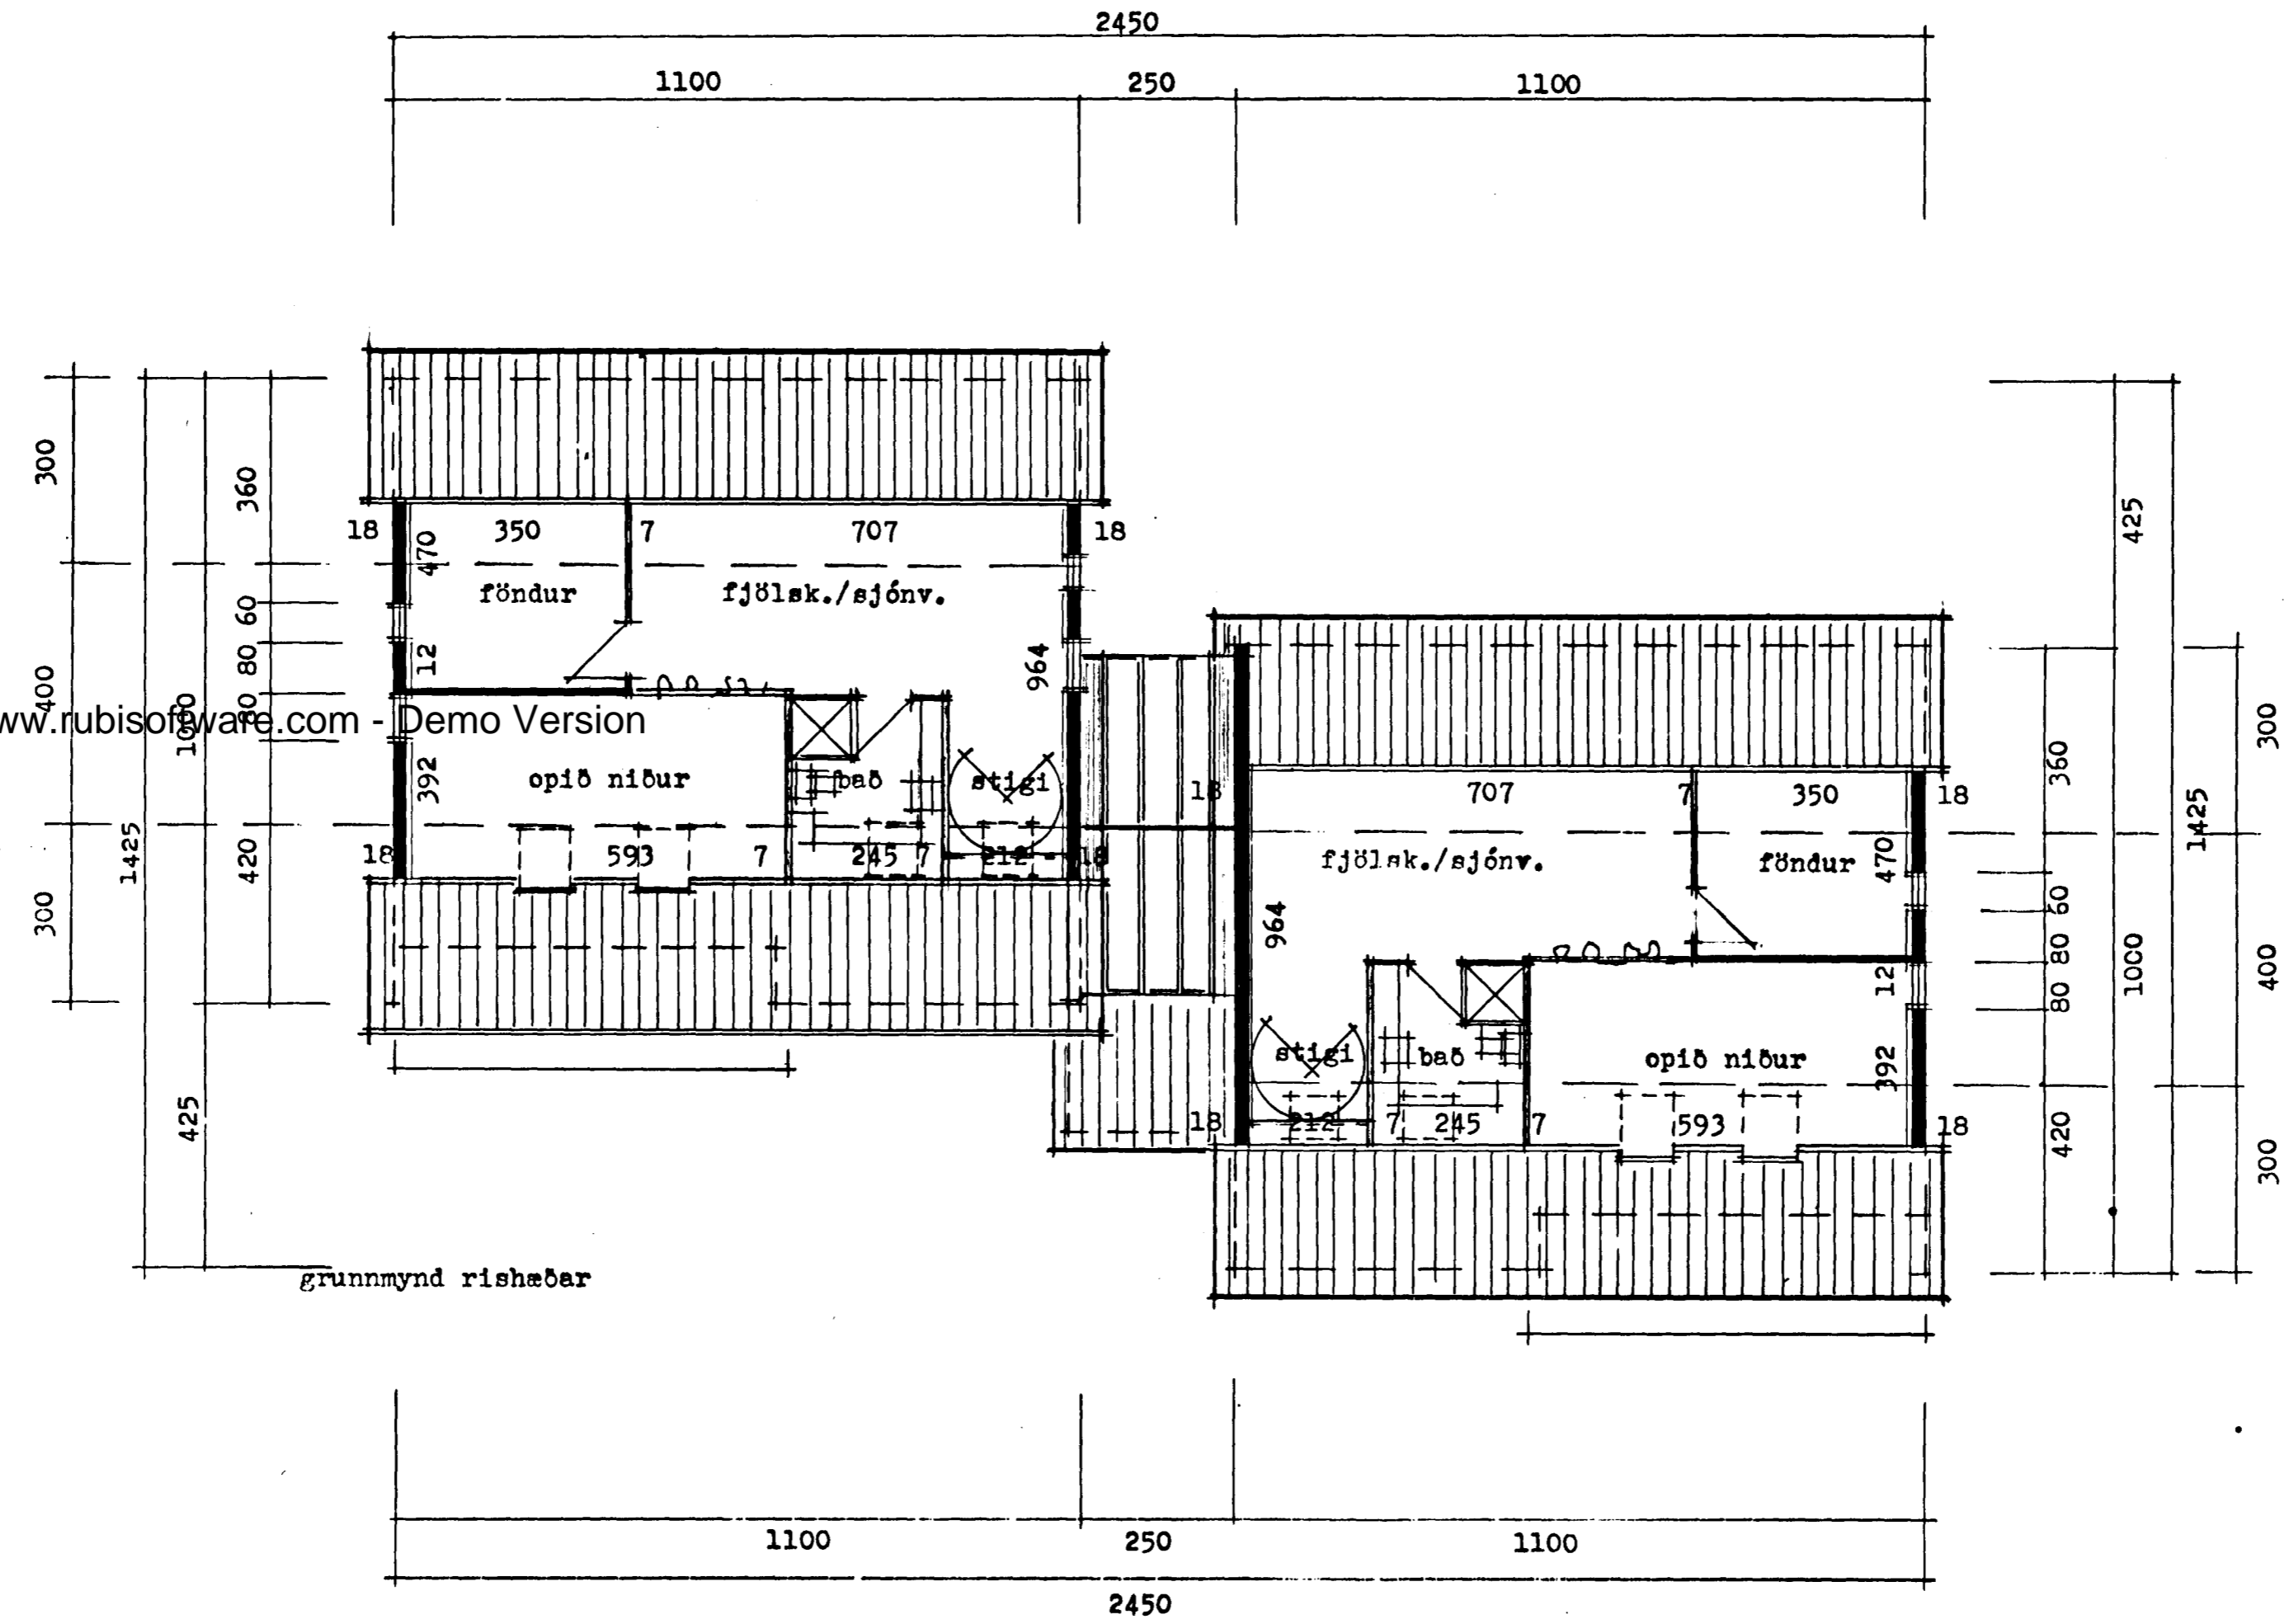 2450
1100 250 1100
300
360
425
18 350 7 707 18
470
föndur fjölsk./sjónv.
60
12
80
964
400
1000
80
ww.rubisoftware.com - Demo Version
300
360
392
opið niður bað stigi
18 707 7 350 18
1425
1425
420
18 593 7 245 7 212 18
fjölsk./sjónv. föndur
470
300
60
964
80
12
1000
400
80
stigi bað opið niður
392
425
18 212 7 245 7 593 18
420
300
grunnmynd rishæðar
1100 250 1100
2450